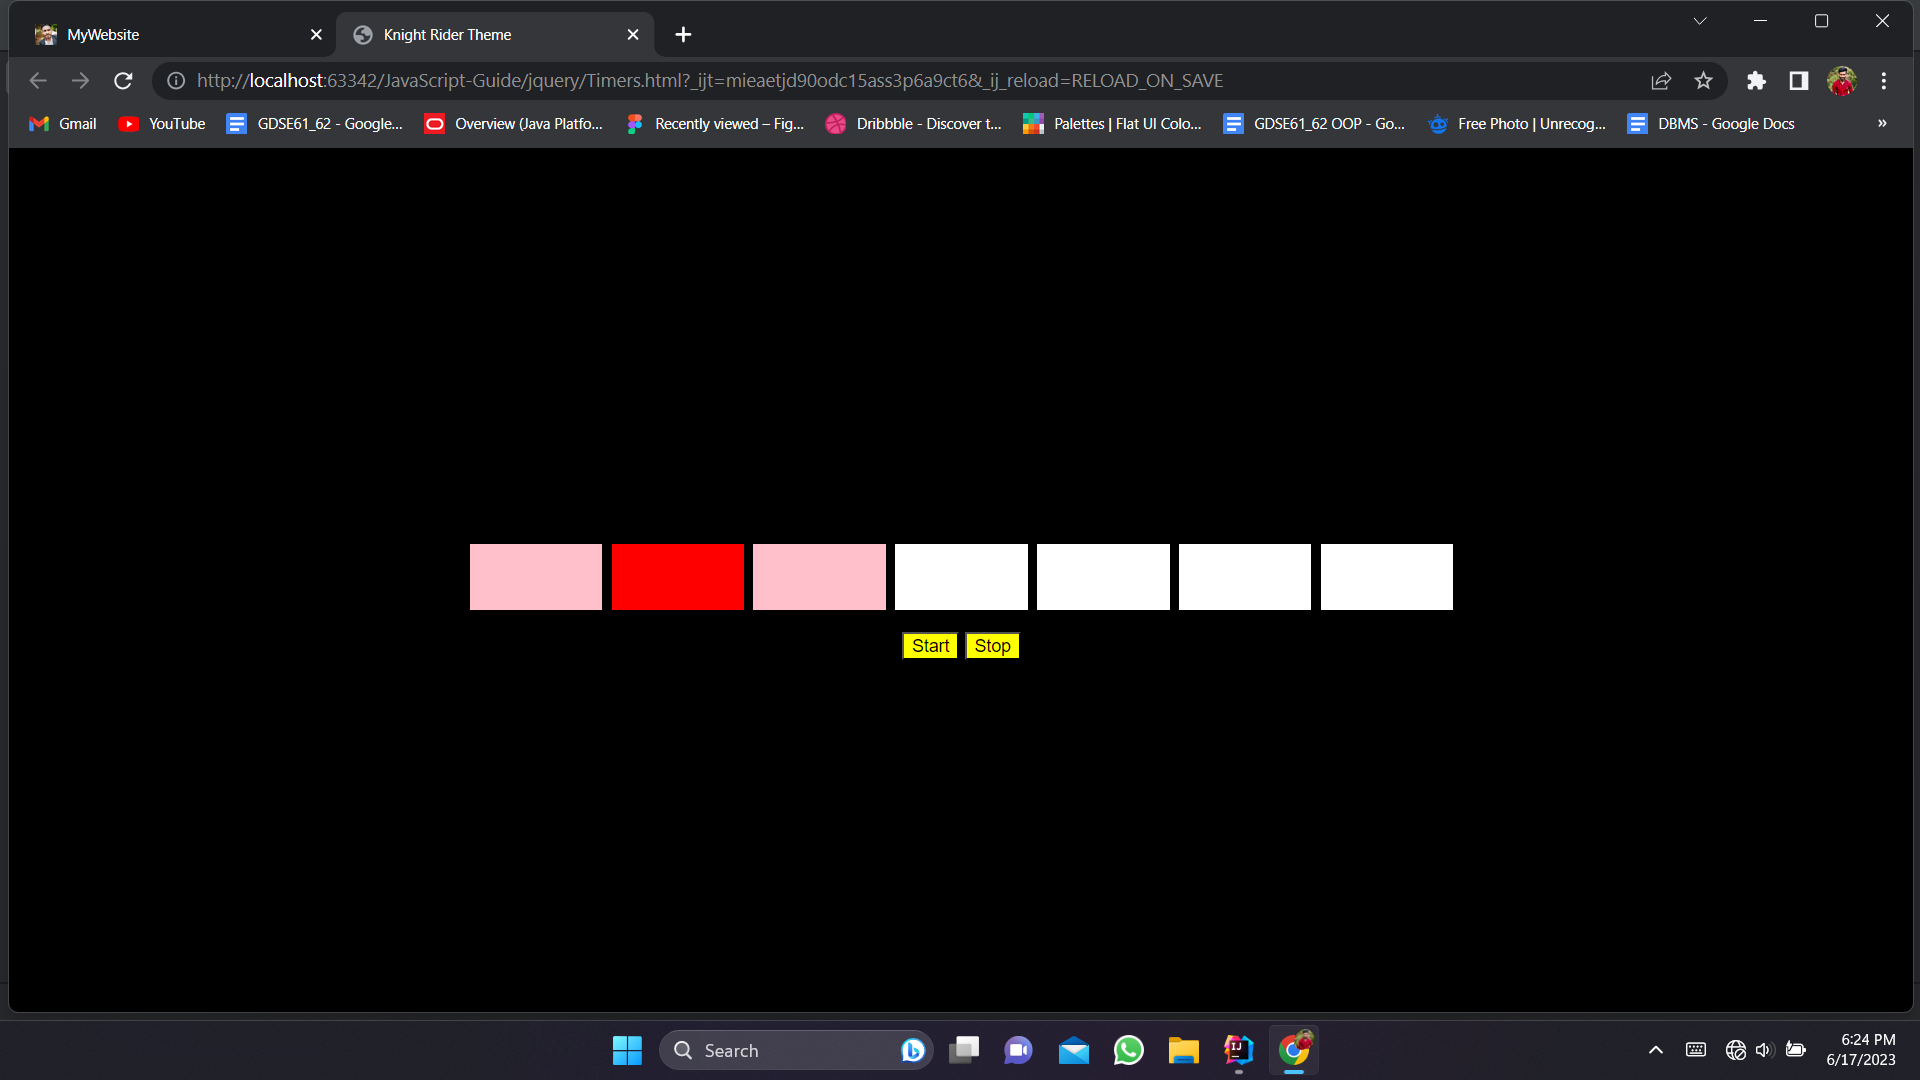 MyWebsite
Knight Rider Theme
http://localhost:63342/JavaScript-Guide/jquery/Timers.html?_ijt=mieaetjd90odc15ass3p6a9ct6&_ij_reload=RELOAD_ON_SAVE
Gmail YouTube GDSE61_62 - Google... Overview (Java Platfo... Recently viewed – Fig... Dribbble - Discover t... Palettes | Flat UI Colo... GDSE61_62 OOP - Go... Free Photo | Unrecog... DBMS - Google Docs »
Start Stop
Search
IJ
6:24 PM
6/17/2023